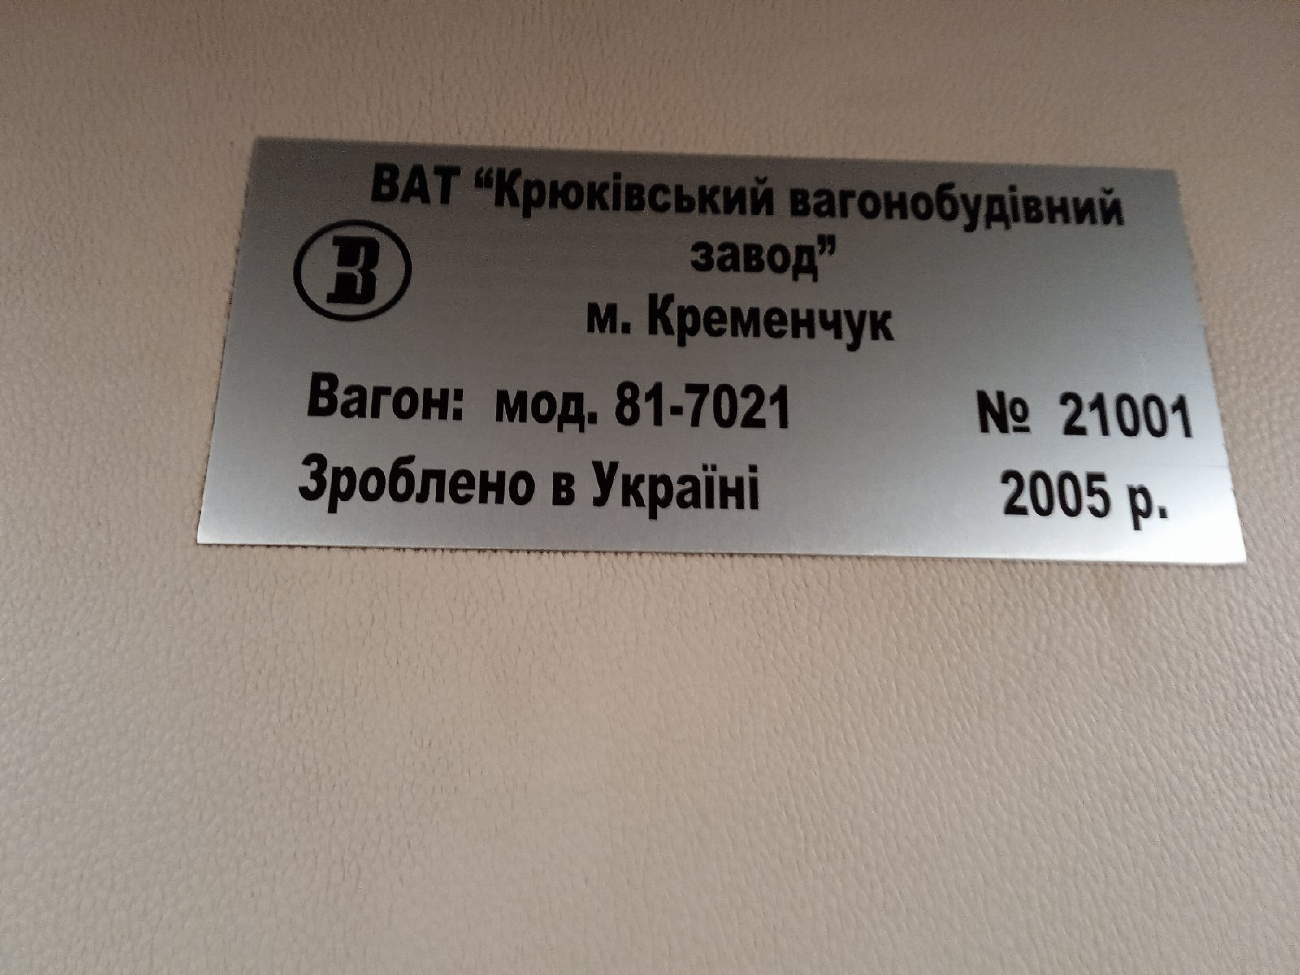 ВАТ “Крюківський вагонобудівний
завод”
В
м. Кременчук
Вагон: мод. 81-7021 № 21001
Зроблено в Україні 2005 р.